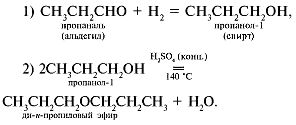 1) CH₃CH₂CHO + H₂ = CH₃CH₂CH₂OH,
пропаналь пропанол-1
(альдегид) (спирт)
H₂SO₄ (конц.)
2) 2CH₃CH₂CH₂OH =
пропанол-1 140 °C
CH₃CH₂CH₂OCH₂CH₂CH₃ + H₂O.
ди-н-пропиловый эфир